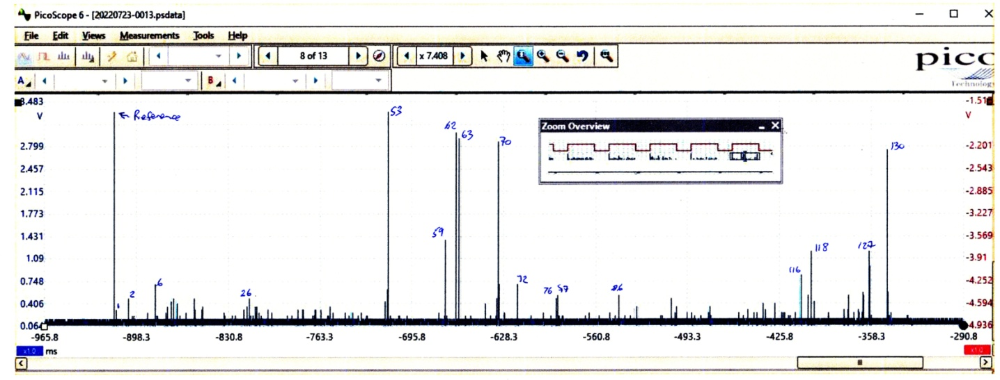 PicoScope 6 - [20220723-0013.psdata]
File Edit Views Measurements Tools Help
8 of 13 x 7.408
pico
Technology
A B
3.483 -1.516
V V
← Reference 53
62 63 70
130
2.799 -2.201
2.457 -2.543
2.115 -2.885
1.773 -3.227
1.431 -3.569
1.09 -3.91
0.748 -4.252
0.406 -4.594
0.064 -4.936
Zoom Overview
59 118 127
116
1 2 6 26 72 76 86
-965.8 -898.3 -830.8 -763.3 -695.8 -628.3 -560.8 -493.3 -425.8 -358.3 -290.8
x1.0 ms x1.0